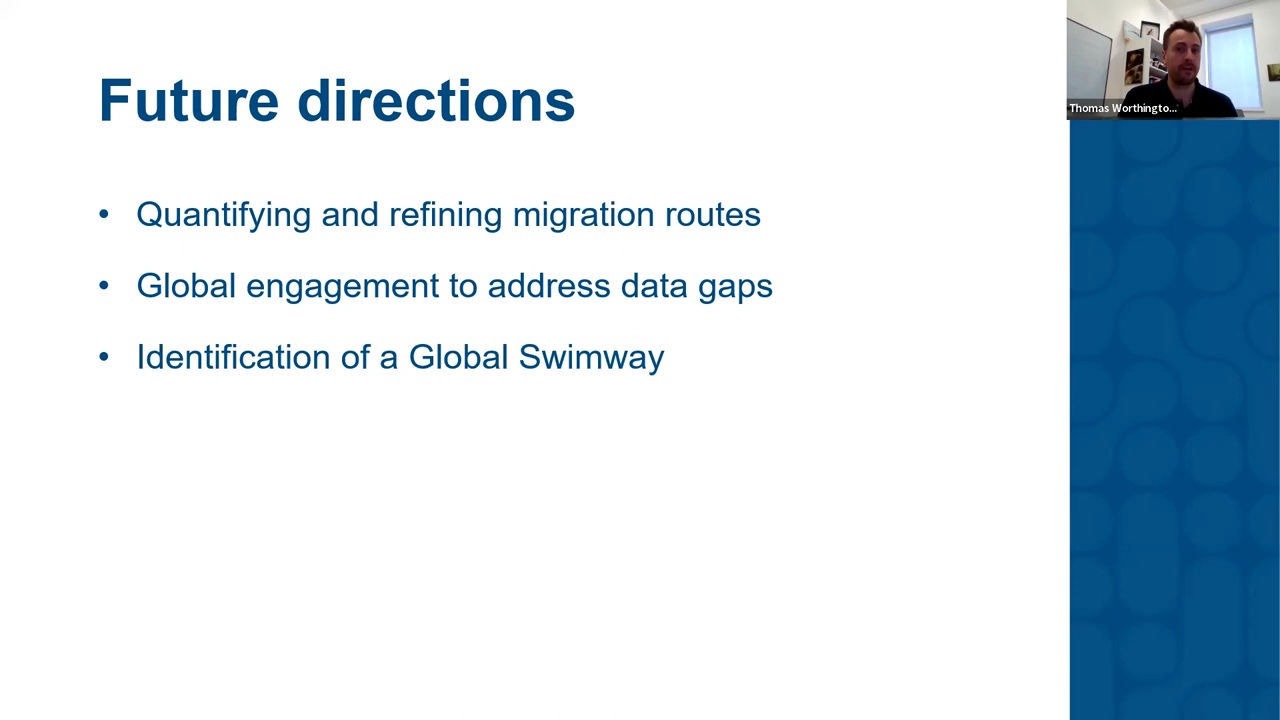 Future directions
• Quantifying and refining migration routes
• Global engagement to address data gaps
• Identification of a Global Swimway
Thomas Worthingto...